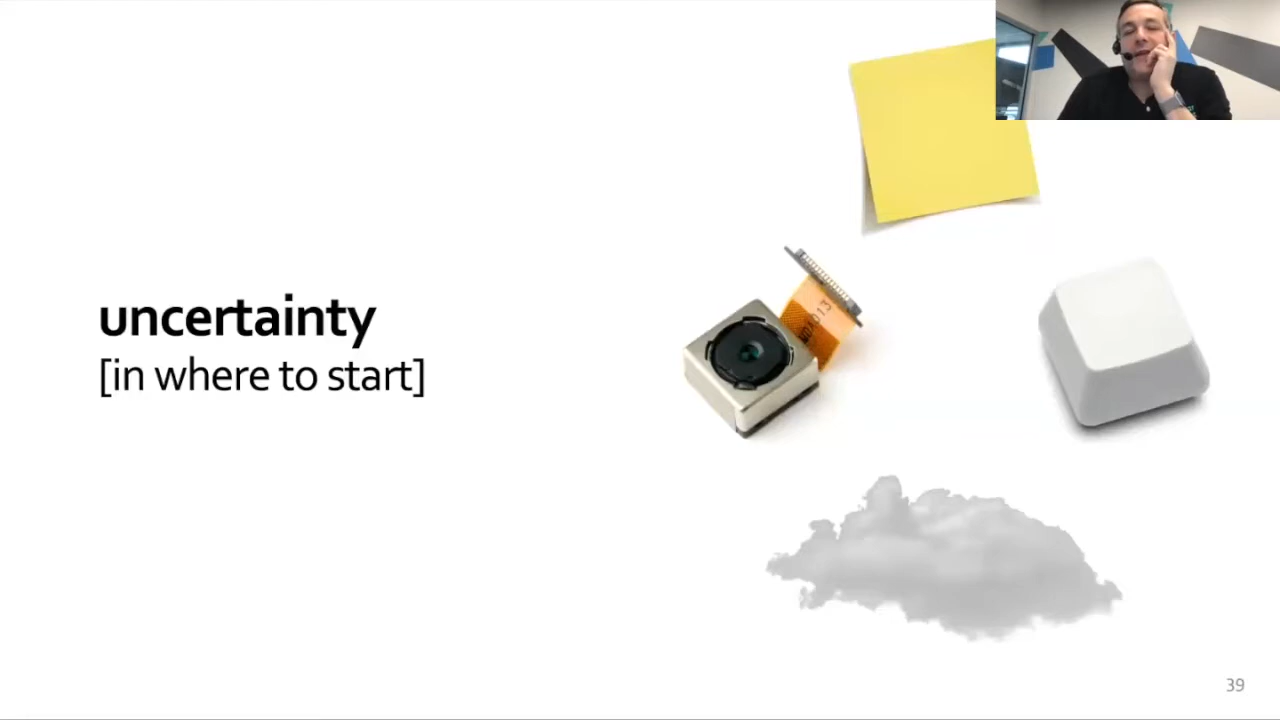 uncertainty
[in where to start]
39